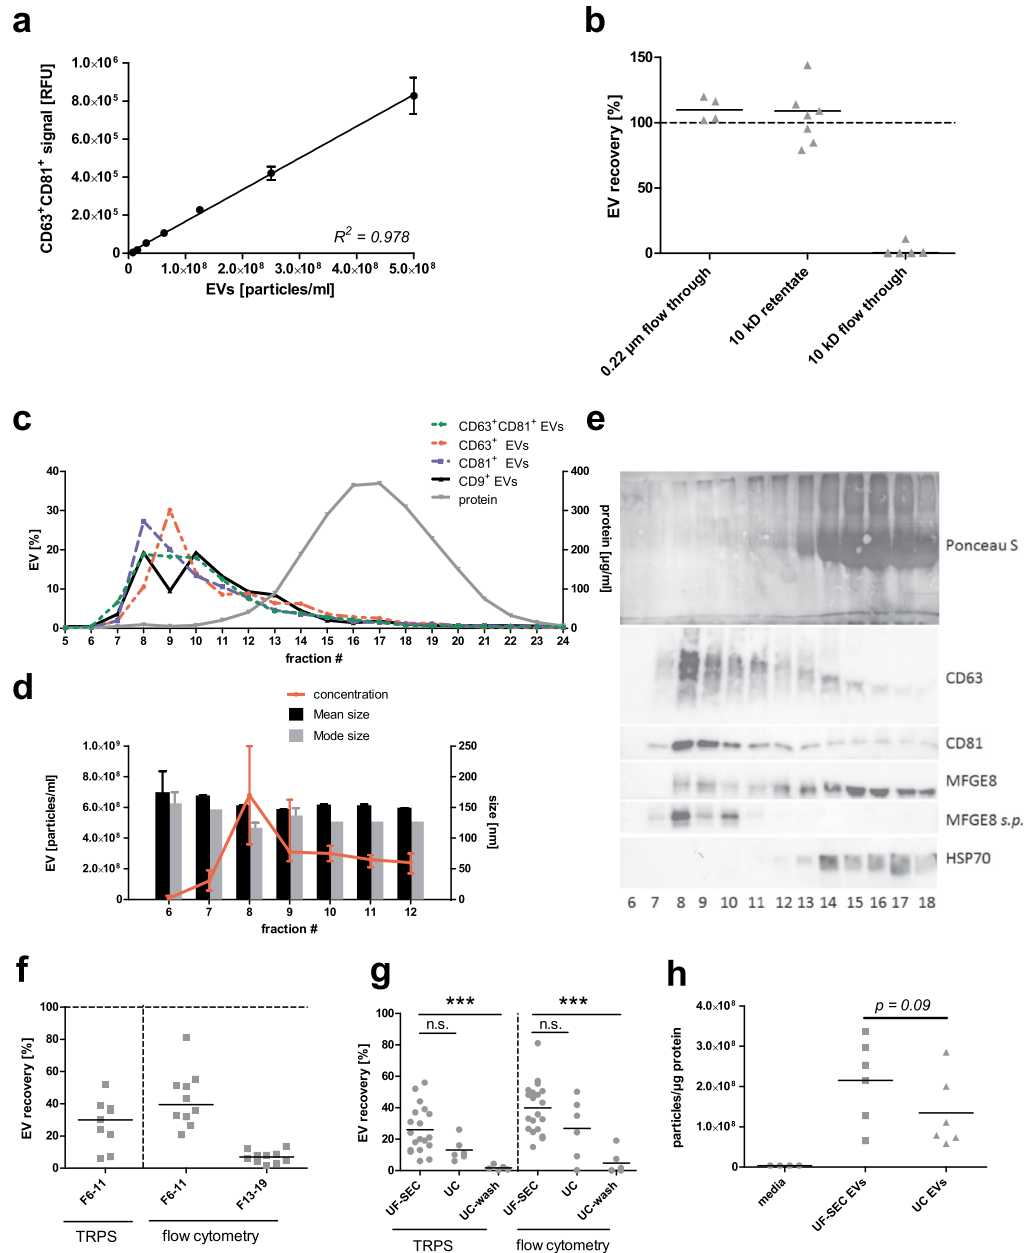 a
1.0×10⁶
8.0×10⁵
6.0×10⁵
4.0×10⁵
2.0×10⁵
0
CD63⁺CD81⁺ signal [RFU]
R² = 0.978
0 1.0×10⁸ 2.0×10⁸ 3.0×10⁸ 4.0×10⁸ 5.0×10⁸
EVs [particles/ml]
b
150
100
50
0
EV recovery [%]
0.22 µm flow through
10 kD retentate
10 kD flow through
c
CD63⁺CD81⁺ EVs
CD63⁺ EVs
CD81⁺ EVs
CD9⁺ EVs
protein
40
30
20
10
0
EV [%]
400
300
200
100
0
protein [µg/ml]
5 6 7 8 9 10 11 12 13 14 15 16 17 18 19 20 21 22 23 24
fraction #
d
concentration
Mean size
Mode size
1.0×10⁹
8.0×10⁸
6.0×10⁸
4.0×10⁸
2.0×10⁸
0
EV [particles/ml]
250
200
150
100
50
0
size [nm]
6 7 8 9 10 11 12
fraction #
e
Ponceau S
CD63
CD81
MFGE8
MFGE8 s.p.
HSP70
6 7 8 9 10 11 12 13 14 15 16 17 18
f
100
80
60
40
20
0
EV recovery [%]
F6-11
F6-11
F13-19
TRPS
flow cytometry
g
100
80
60
40
20
0
EV recovery [%]
***
***
n.s.
n.s.
UF-SEC
UC
UC-wash
UF-SEC
UC
UC-wash
TRPS
flow cytometry
h
4.0×10⁸
3.0×10⁸
2.0×10⁸
1.0×10⁸
0
particles/µg protein
p = 0.09
media
UF-SEC EVs
UC EVs